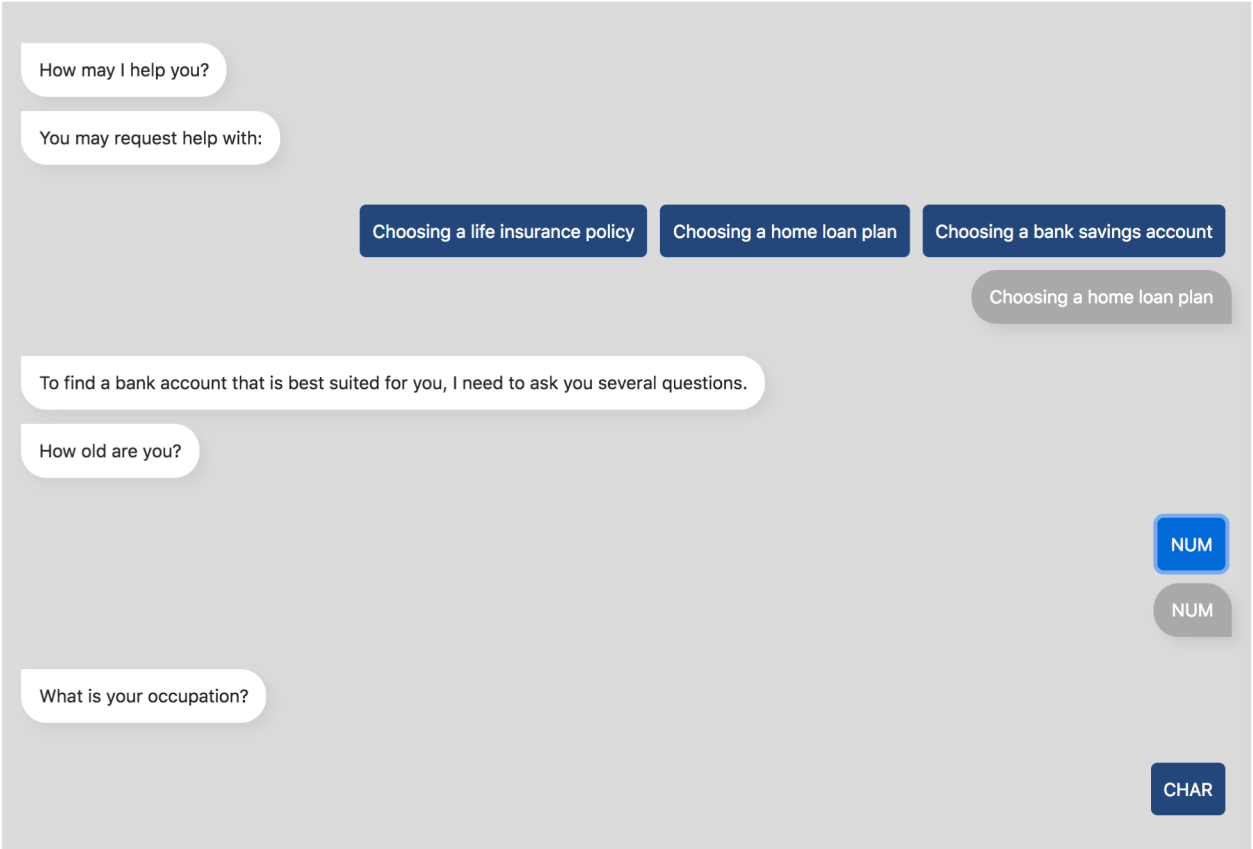 How may I help you?
You may request help with:
Choosing a life insurance policy Choosing a home loan plan Choosing a bank savings account
Choosing a home loan plan
To find a bank account that is best suited for you, I need to ask you several questions.
How old are you?
NUM
NUM
What is your occupation?
CHAR